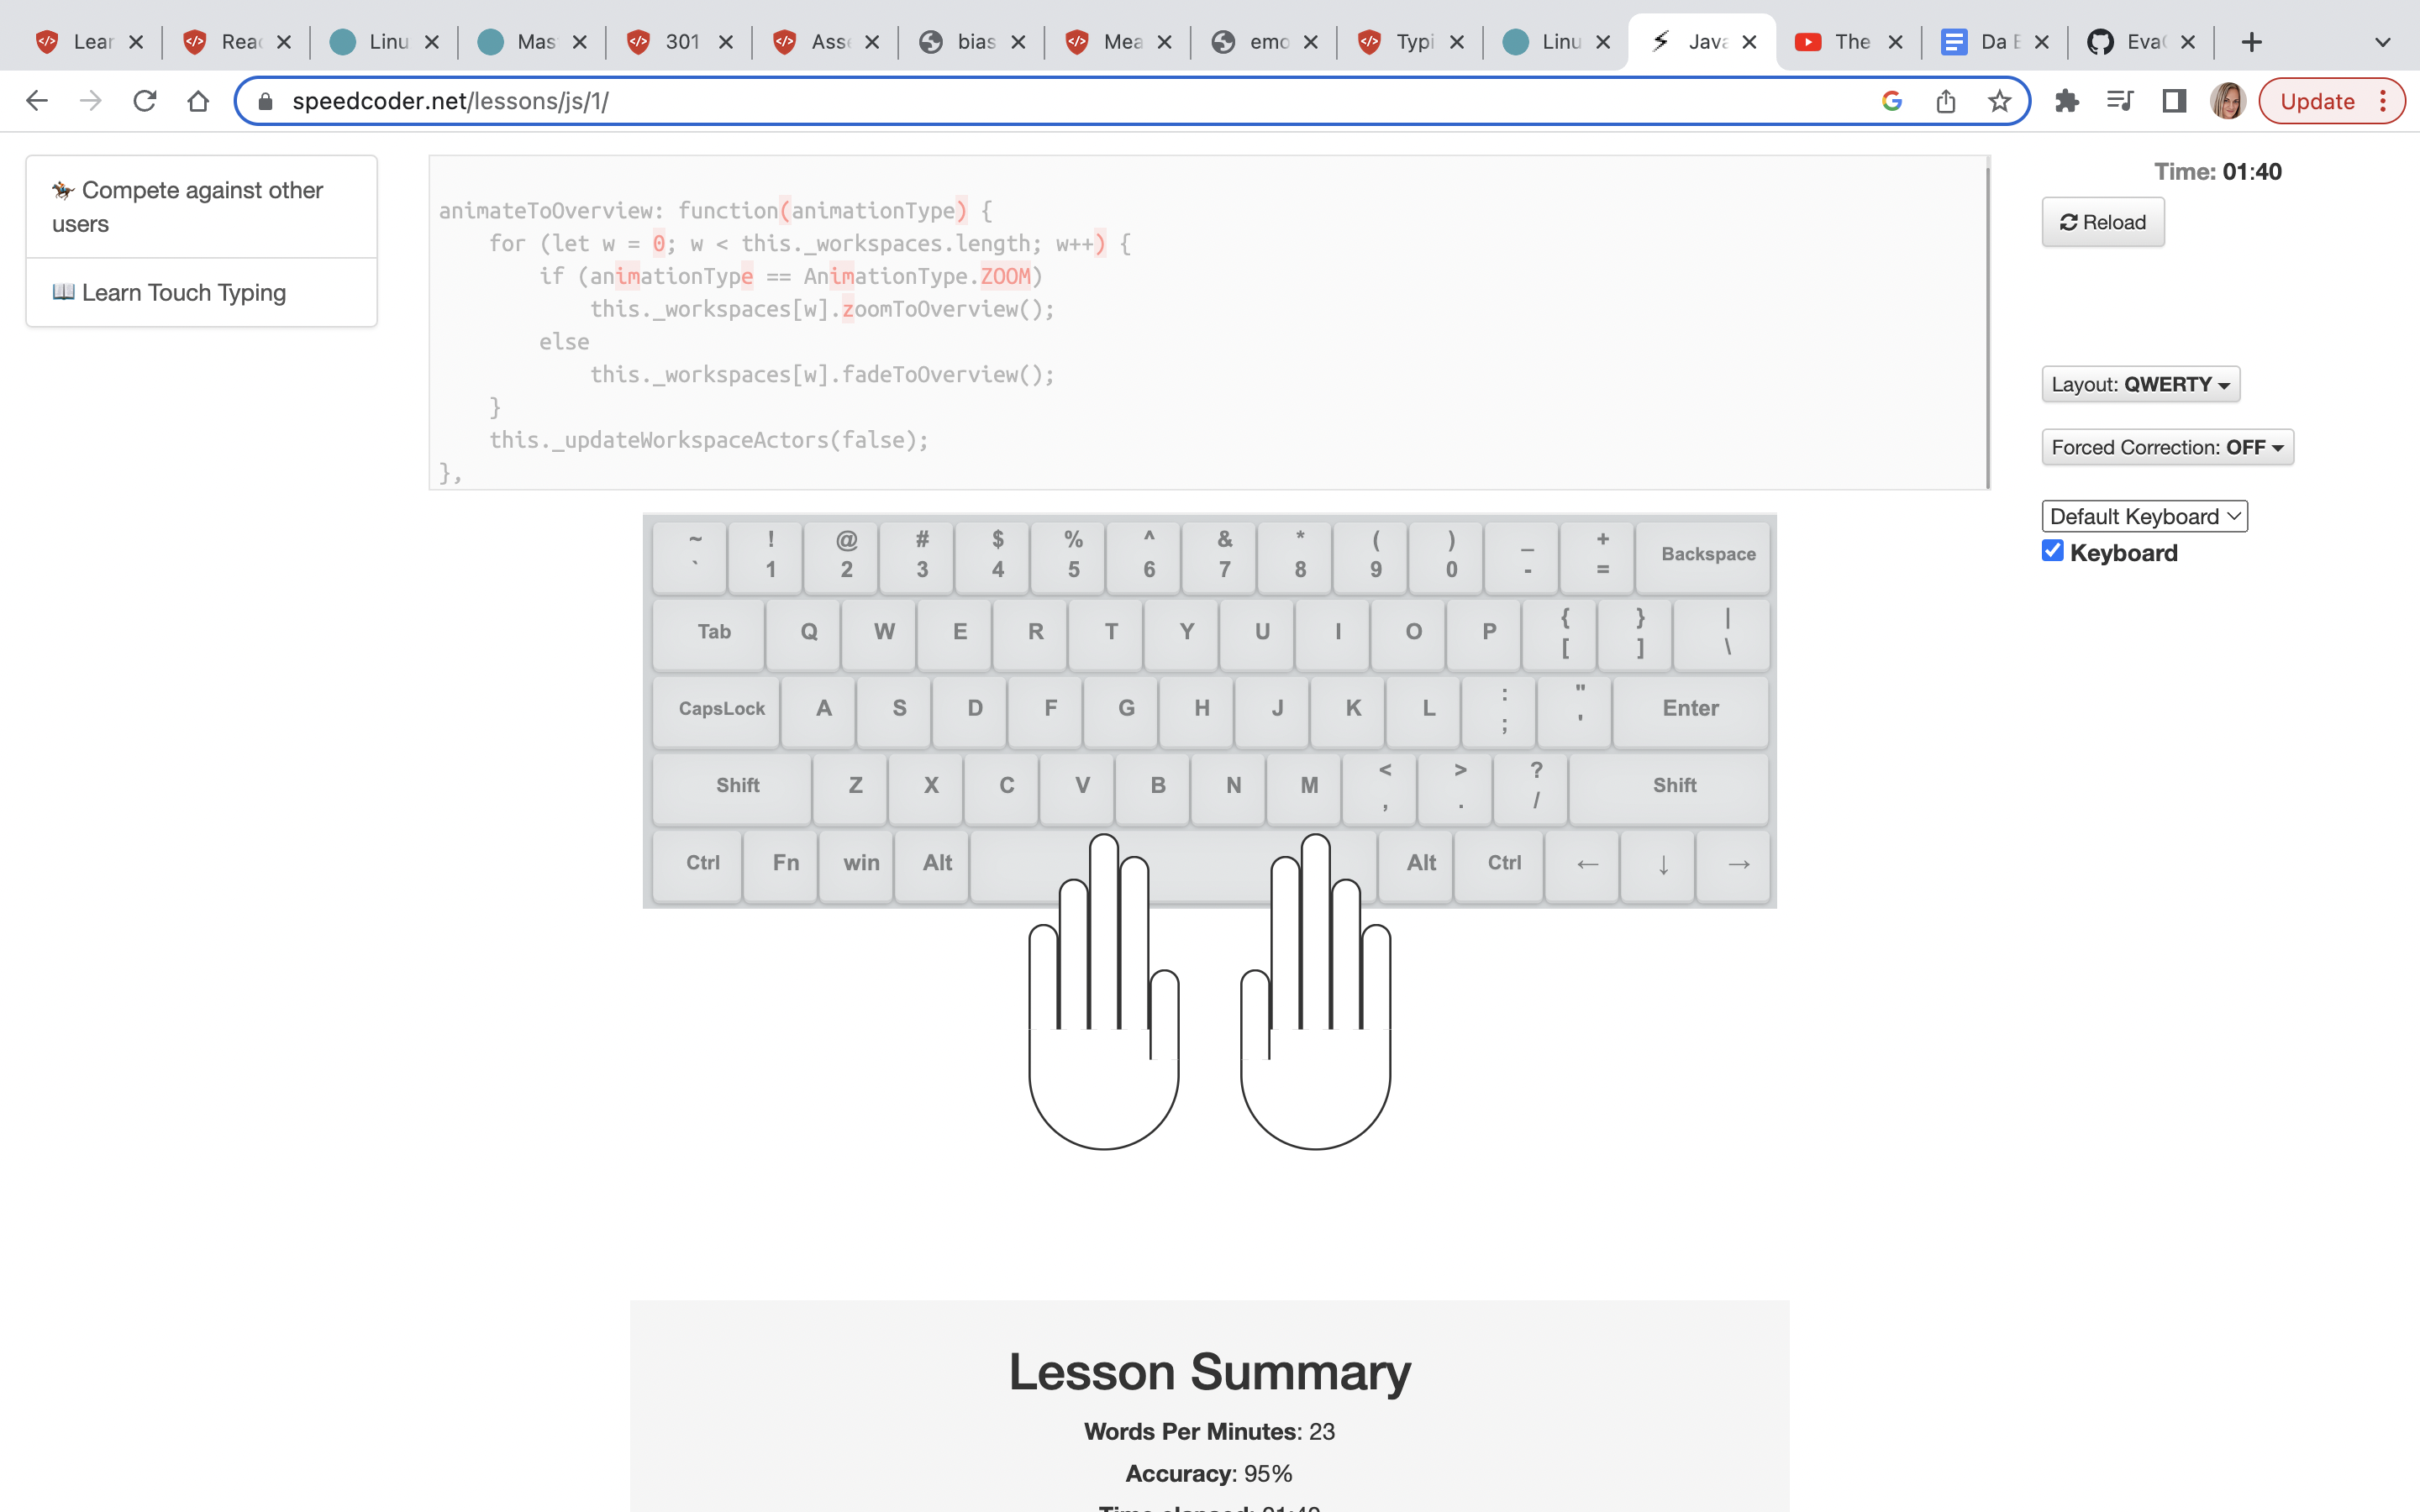 Lear
Rea
Linu
Mas
301
Ass
bias
Mea
emo
Typi
Linu
Java
The
Da
Eva
speedcoder.net/lessons/js/1/
Update
Compete against other
users
Learn Touch Typing
animateToOverview: function(animationType) {
    for (let w = 0; w < this._workspaces.length; w++) {
        if (animationType == AnimationType.ZOOM)
            this._workspaces[w].zoomToOverview();
        else
            this._workspaces[w].fadeToOverview();
    }
    this._updateWorkspaceActors(false);
},
Time: 01:40
Reload
Layout: QWERTY
Forced Correction: OFF
Default Keyboard
Keyboard
~ ! @ # $ % ^ & * ( ) _ +
` 1 2 3 4 5 6 7 8 9 0 - = Backspace
Tab Q W E R T Y U I O P { [ } ] | \
CapsLock A S D F G H J K L : ; " ' Enter
Shift Z X C V B N M < , > . ? / Shift
Ctrl Fn win Alt Alt Ctrl ← ↓ →
Lesson Summary
Words Per Minutes: 23
Accuracy: 95%
Time elapsed: 01:40